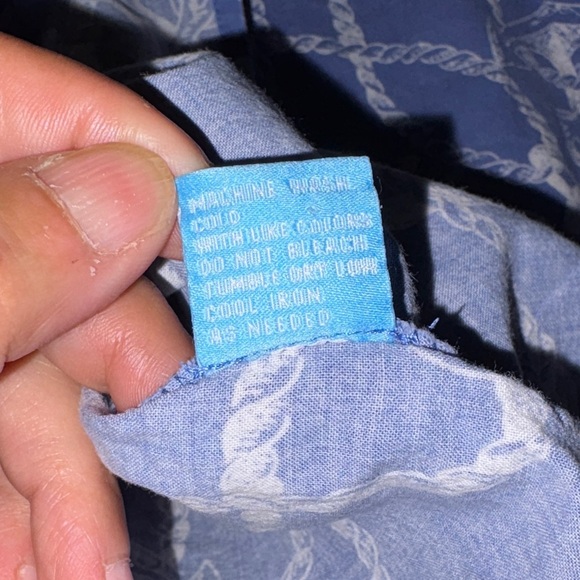 MACHINE WASH
COLD
WITH LIKE COLORS
DO NOT BLEACH
TUMBLE DRY LOW
COOL IRON
AS NEEDED